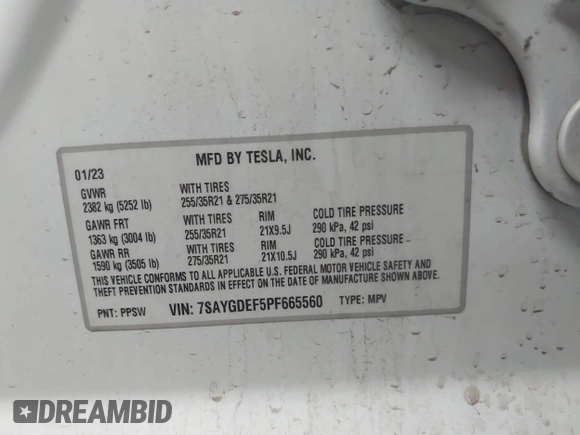 MFD BY TESLA, INC.
01/23
GVWR WITH TIRES
2382 kg (5252 lb) 255/35R21 & 275/35R21
GAWR FRT WITH TIRES RIM COLD TIRE PRESSURE
1363 kg (3004 lb) 255/35R21 21X9.5J 290 kPa, 42 psi
GAWR RR WITH TIRES RIM COLD TIRE PRESSURE
1590 kg (3505 lb) 275/35R21 21X10.5J 290 kPa, 42 psi
THIS VEHICLE CONFORMS TO ALL APPLICABLE U.S. FEDERAL MOTOR VEHICLE SAFETY AND
THEFT PREVENTION STANDARDS IN EFFECT ON THE DATE OF MANUFACTURE SHOWN ABOVE.
PNT: PPSW VIN: 7SAYGDEF5PF665560 TYPE: MPV
DREAMBID